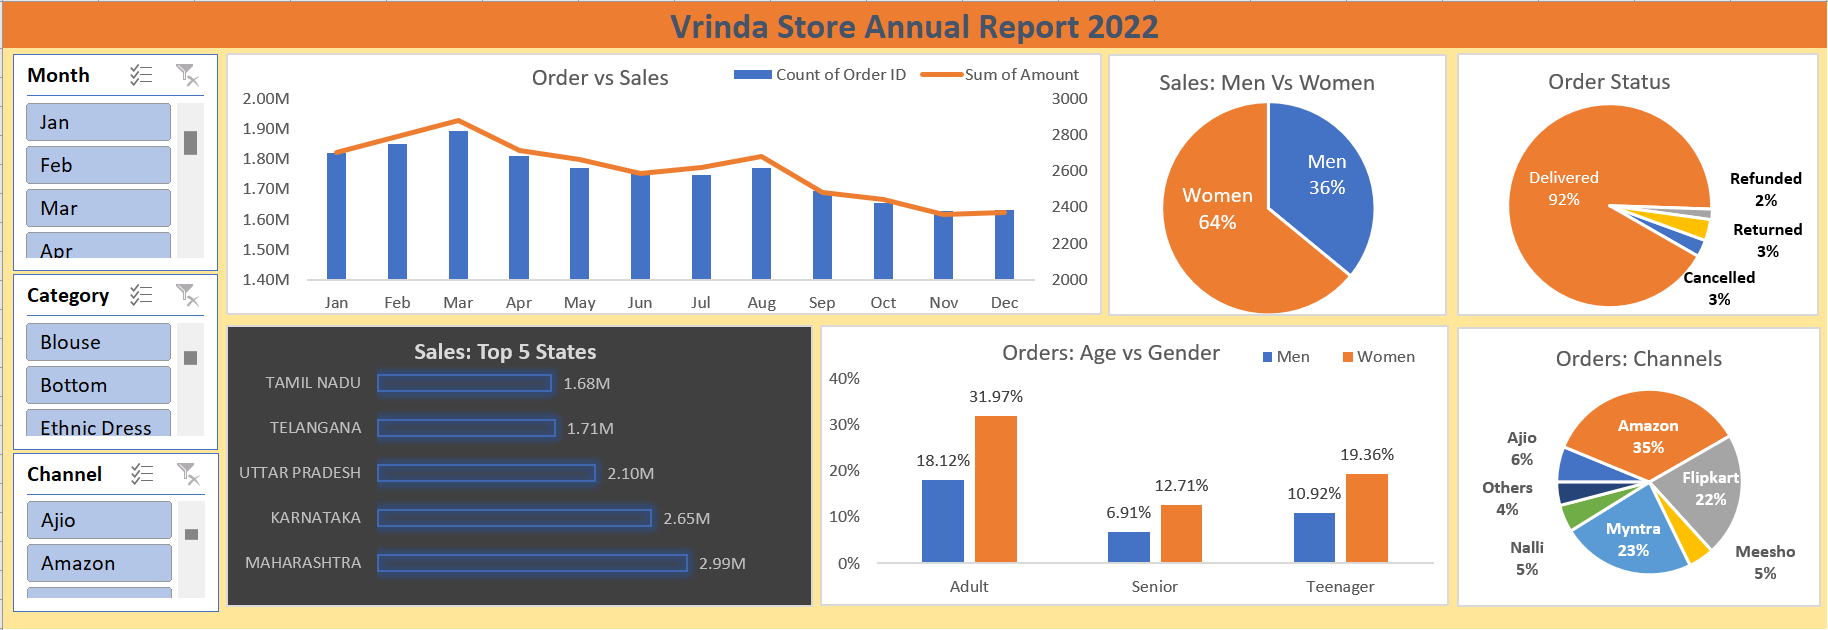 Vrinda Store Annual Report 2022
Month
Jan
Feb
Mar
Apr
Category
Blouse
Bottom
Ethnic Dress
Channel
Ajio
Amazon
Order vs Sales
Count of Order ID
Sum of Amount
2.00M
1.90M
1.80M
1.70M
1.60M
1.50M
1.40M
3000
2800
2600
2400
2200
2000
Jan Feb Mar Apr May Jun Jul Aug Sep Oct Nov Dec
Sales: Men Vs Women
Men
36%
Women
64%
Order Status
Delivered
92%
Refunded
2%
Returned
3%
Cancelled
3%
Sales: Top 5 States
TAMIL NADU 1.68M
TELANGANA 1.71M
UTTAR PRADESH 2.10M
KARNATAKA 2.65M
MAHARASHTRA 2.99M
Orders: Age vs Gender
Men
Women
40%
30%
20%
10%
0%
18.12%
31.97%
6.91%
12.71%
10.92%
19.36%
Adult Senior Teenager
Orders: Channels
Amazon
35%
Flipkart
22%
Meesho
5%
Myntra
23%
Nalli
5%
Others
4%
Ajio
6%